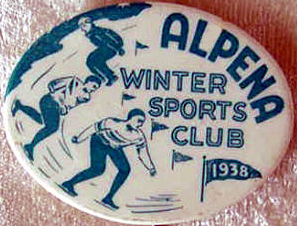 ALPENA
WINTER
SPORTS
CLUB
1938